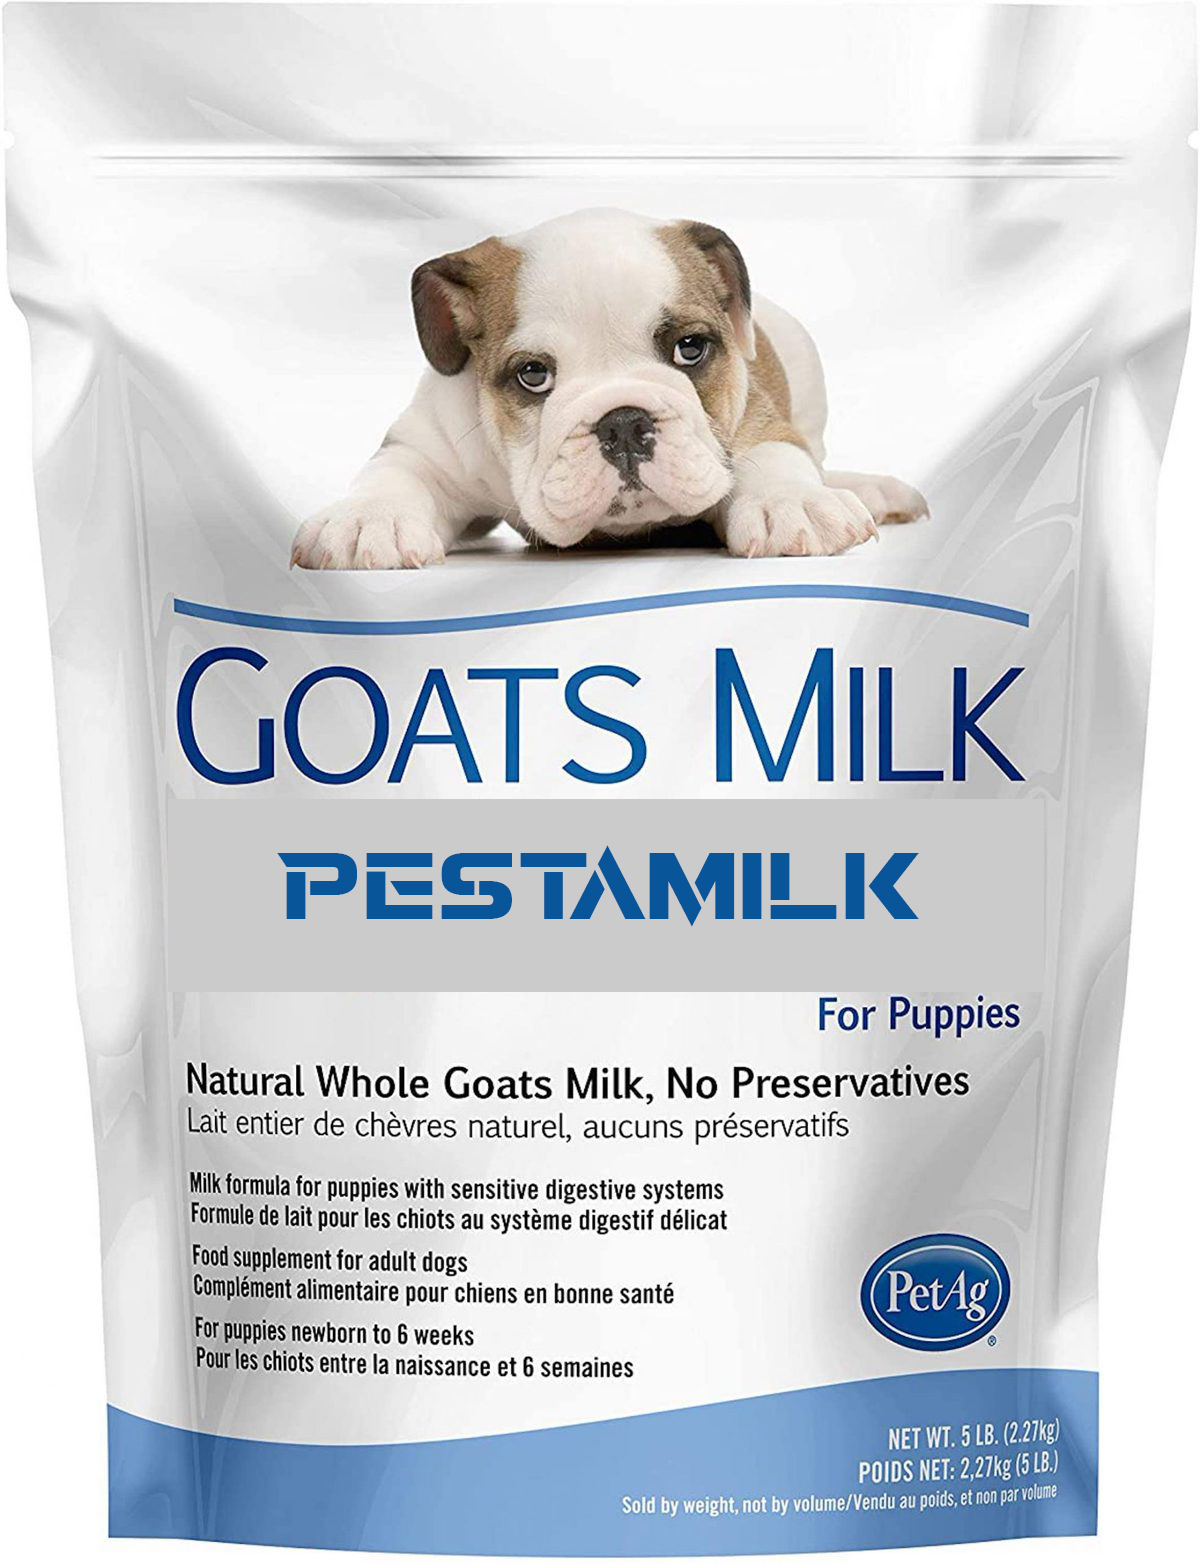 GOATS MILK
PESTAMILK
For Puppies
Natural Whole Goats Milk, No Preservatives
Lait entier de chèvres naturel, aucuns préservatifs
Milk formula for puppies with sensitive digestive systems
Formule de lait pour les chiots au système digestif délicat
Food supplement for adult dogs
Complément alimentaire pour chiens en bonne santé
For puppies newborn to 6 weeks
Pour les chiots entre la naissance et 6 semaines
PetAg®
NET WT. 5 LB. (2.27kg)
POIDS NET: 2,27kg (5 LB.)
Sold by weight, not by volume/Vendu au poids, et non par volume